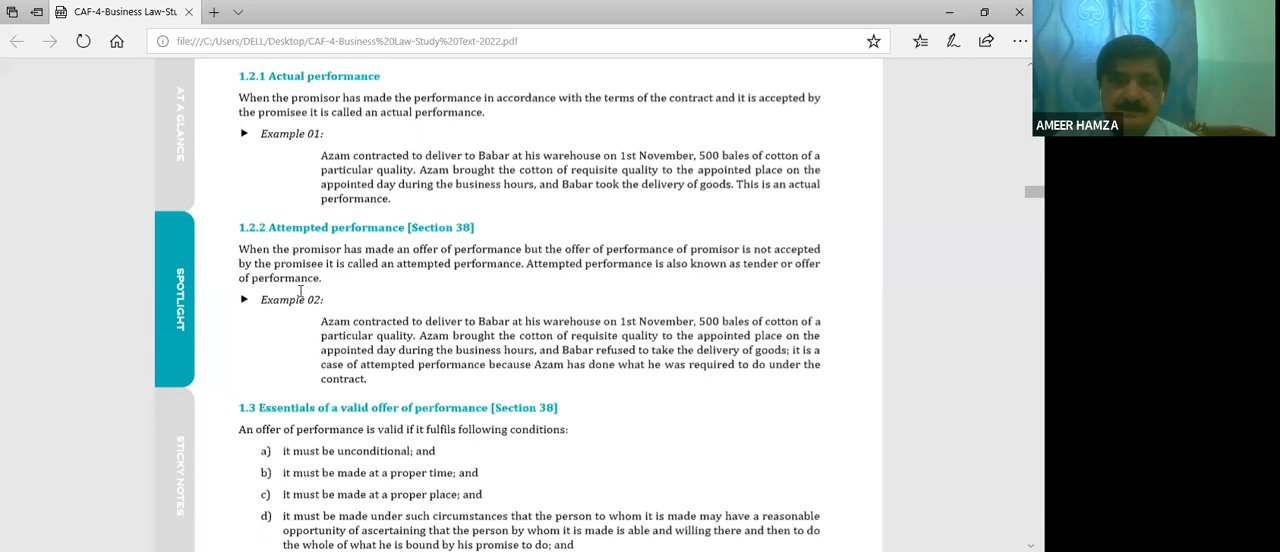 CAF-4-Business Law-Stu
file:///C:/Users/DELL/Desktop/CAF-4-Business%20Law-Study%20Text-2022.pdf
AMEER HAMZA
AT A GLANCE
SPOTLIGHT
STICKY NOTES
1.2.1 Actual performance
When the promisor has made the performance in accordance with the terms of the contract and it is accepted by
the promisee it is called an actual performance.
Example 01:
Azam contracted to deliver to Babar at his warehouse on 1st November, 500 bales of cotton of a
particular quality. Azam brought the cotton of requisite quality to the appointed place on the
appointed day during the business hours, and Babar took the delivery of goods. This is an actual
performance.
1.2.2 Attempted performance [Section 38]
When the promisor has made an offer of performance but the offer of performance of promisor is not accepted
by the promisee it is called an attempted performance. Attempted performance is also known as tender or offer
of performance.
Example 02:
Azam contracted to deliver to Babar at his warehouse on 1st November, 500 bales of cotton of a
particular quality. Azam brought the cotton of requisite quality to the appointed place on the
appointed day during the business hours, and Babar refused to take the delivery of goods; it is a
case of attempted performance because Azam has done what he was required to do under the
contract.
1.3 Essentials of a valid offer of performance [Section 38]
An offer of performance is valid if it fulfils following conditions:
a) it must be unconditional; and
b) it must be made at a proper time; and
c) it must be made at a proper place; and
d) it must be made under such circumstances that the person to whom it is made may have a reasonable
opportunity of ascertaining that the person by whom it is made is able and willing there and then to do
the whole of what he is bound by his promise to do; and